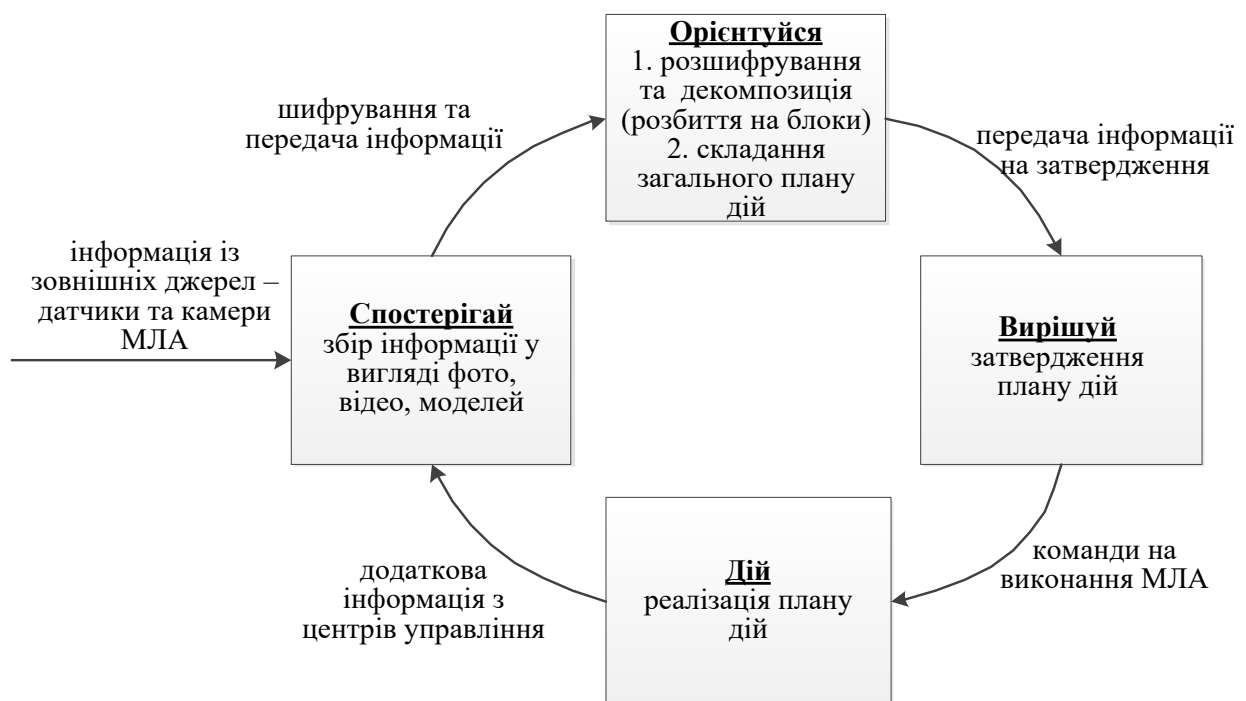 Орієнтуйся
1. розшифрування
та декомпозиція
(розбиття на блоки)
2. складання
загального плану
дій
шифрування та
передача інформації
передача інформації
на затвердження
інформація із
зовнішніх джерел –
датчики та камери
МЛА
Спостерігай
збір інформації у
вигляді фото,
відео, моделей
Вирішуй
затвердження
плану дій
Дій
реалізація плану
дій
команди на
виконання МЛА
додаткова
інформація з
центрів управління